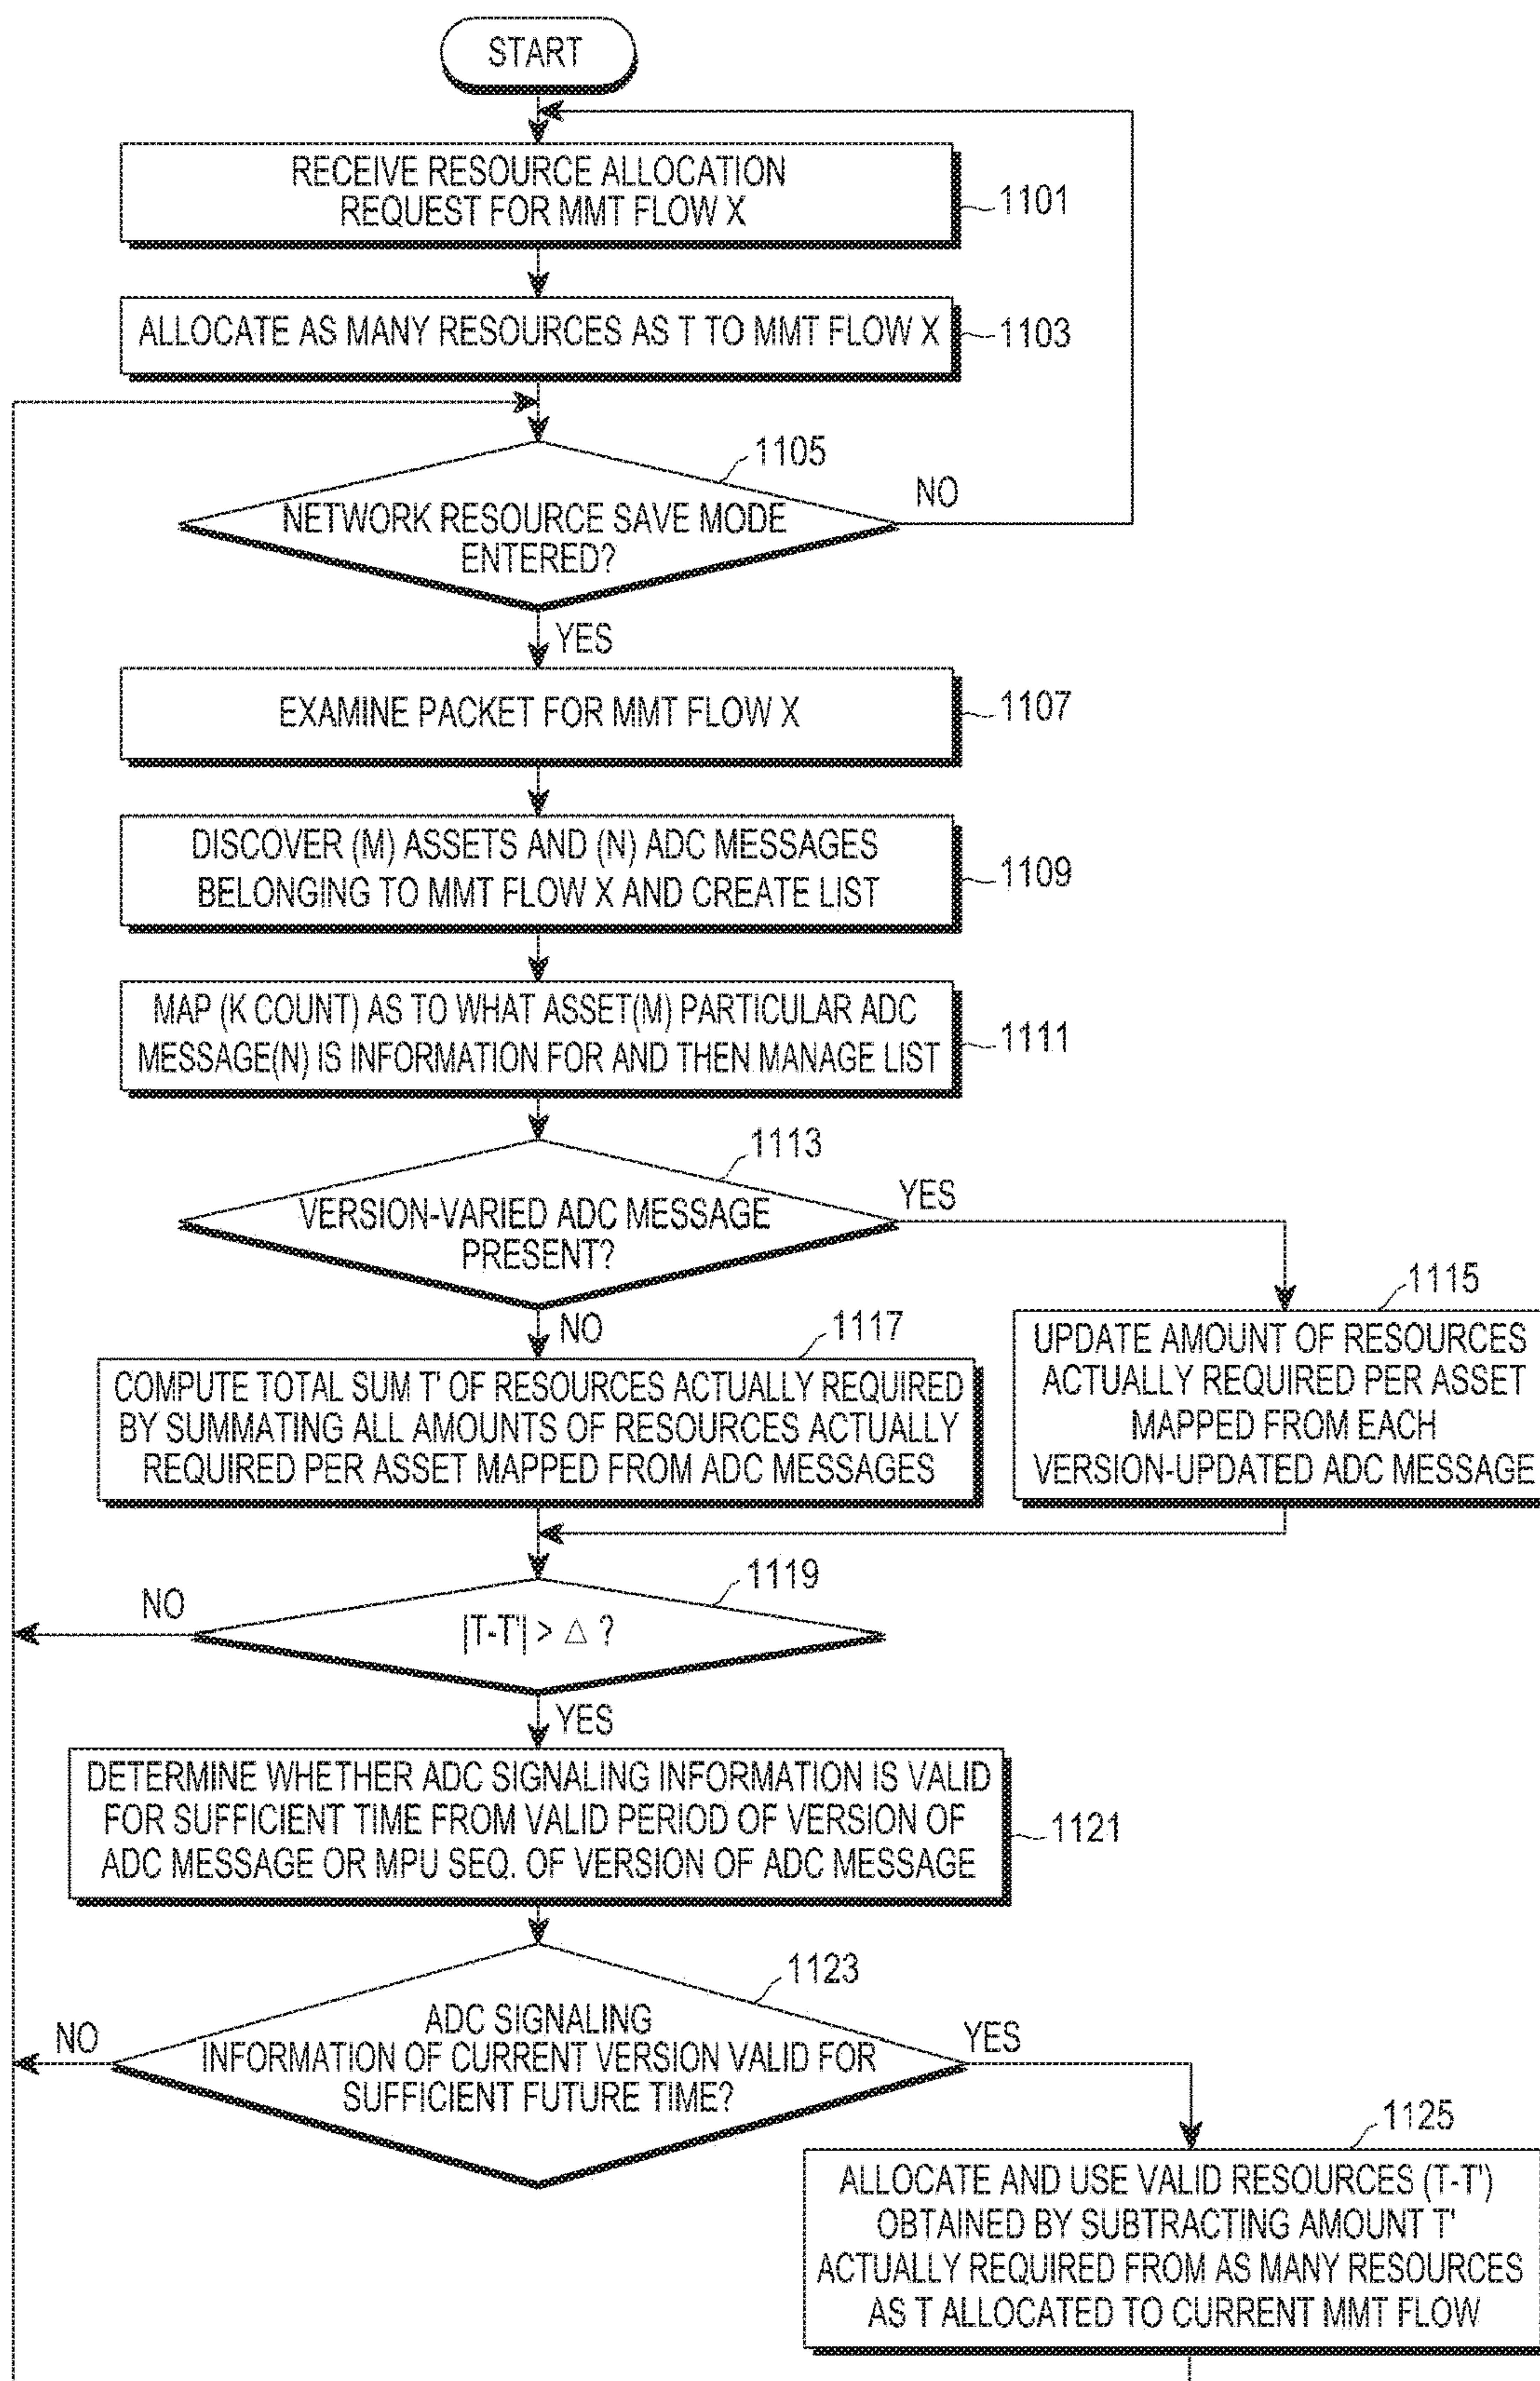 START
RECEIVE RESOURCE ALLOCATION
REQUEST FOR MMT FLOW X
1101
ALLOCATE AS MANY RESOURCES AS T TO MMT FLOW X
1103
1105
NO
NETWORK RESOURCE SAVE MODE
ENTERED?
YES
EXAMINE PACKET FOR MMT FLOW X
1107
DISCOVER (M) ASSETS AND (N) ADC MESSAGES
BELONGING TO MMT FLOW X AND CREATE LIST
1109
MAP (K COUNT) AS TO WHAT ASSET(M) PARTICULAR ADC
MESSAGE(N) IS INFORMATION FOR AND THEN MANAGE LIST
1111
1113
YES
VERSION-VARIED ADC MESSAGE
PRESENT?
NO
1115
UPDATE AMOUNT OF RESOURCES
ACTUALLY REQUIRED PER ASSET
MAPPED FROM EACH
VERSION-UPDATED ADC MESSAGE
1117
COMPUTE TOTAL SUM T' OF RESOURCES ACTUALLY REQUIRED
BY SUMMATING ALL AMOUNTS OF RESOURCES ACTUALLY
REQUIRED PER ASSET MAPPED FROM ADC MESSAGES
1119
NO
|T-T'| > △ ?
YES
DETERMINE WHETHER ADC SIGNALING INFORMATION IS VALID
FOR SUFFICIENT TIME FROM VALID PERIOD OF VERSION OF
ADC MESSAGE OR MPU SEQ. OF VERSION OF ADC MESSAGE
1121
1123
NO
YES
ADC SIGNALING
INFORMATION OF CURRENT VERSION VALID FOR
SUFFICIENT FUTURE TIME?
1125
ALLOCATE AND USE VALID RESOURCES (T-T')
OBTAINED BY SUBTRACTING AMOUNT T'
ACTUALLY REQUIRED FROM AS MANY RESOURCES
AS T ALLOCATED TO CURRENT MMT FLOW